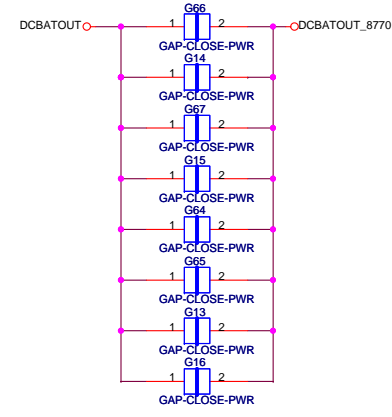 G66
DCBATOUT 1 2 DCBATOUT_8770
GAP-CLOSE-PWR
G14
1 2
GAP-CLOSE-PWR
G67
1 2
GAP-CLOSE-PWR
G15
1 2
GAP-CLOSE-PWR
G64
1 2
GAP-CLOSE-PWR
G65
1 2
GAP-CLOSE-PWR
G13
1 2
GAP-CLOSE-PWR
G16
1 2
GAP-CLOSE-PWR